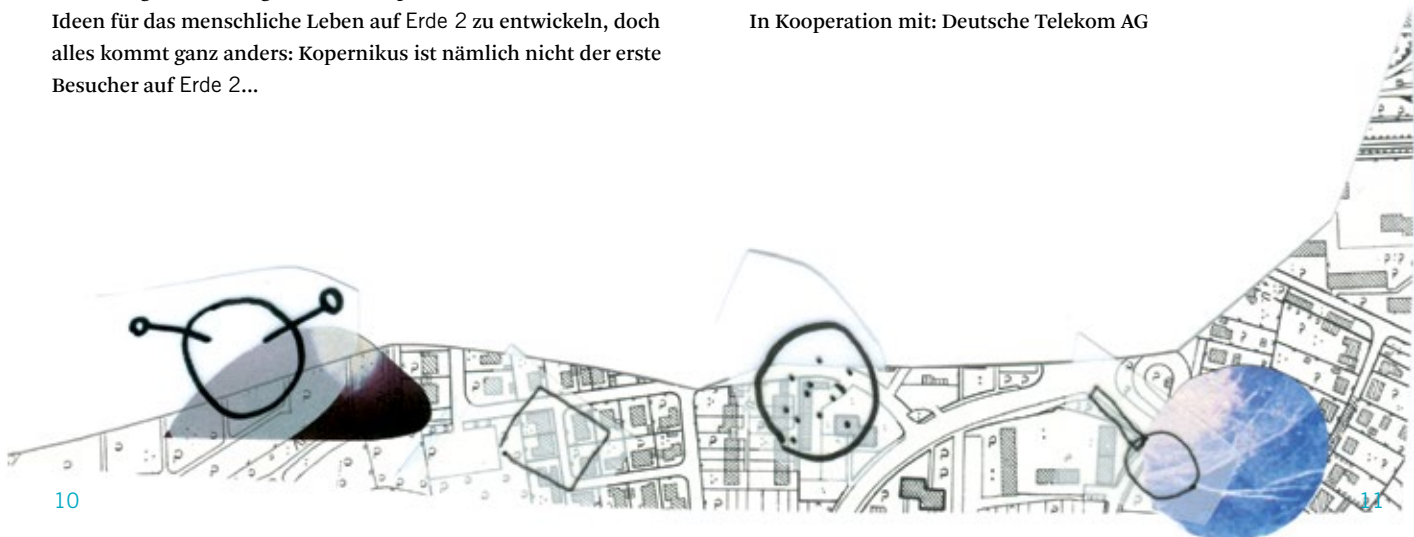 Ideen für das menschliche Leben auf Erde 2 zu entwickeln, doch
alles kommt ganz anders: Kopernikus ist nämlich nicht der erste
Besucher auf Erde 2...
In Kooperation mit: Deutsche Telekom AG
10
11